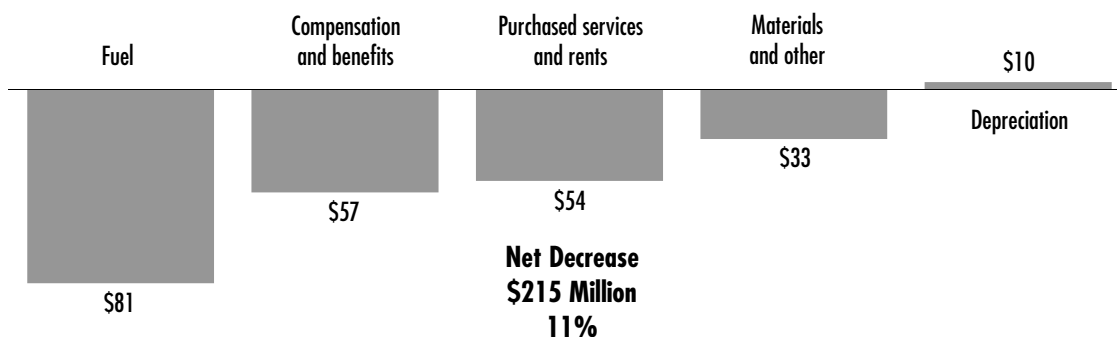 Fuel
Compensation
and benefits
Purchased services
and rents
Materials
and other
$10
Depreciation
$81
$57
$54
$33
Net Decrease
$215 Million
11%